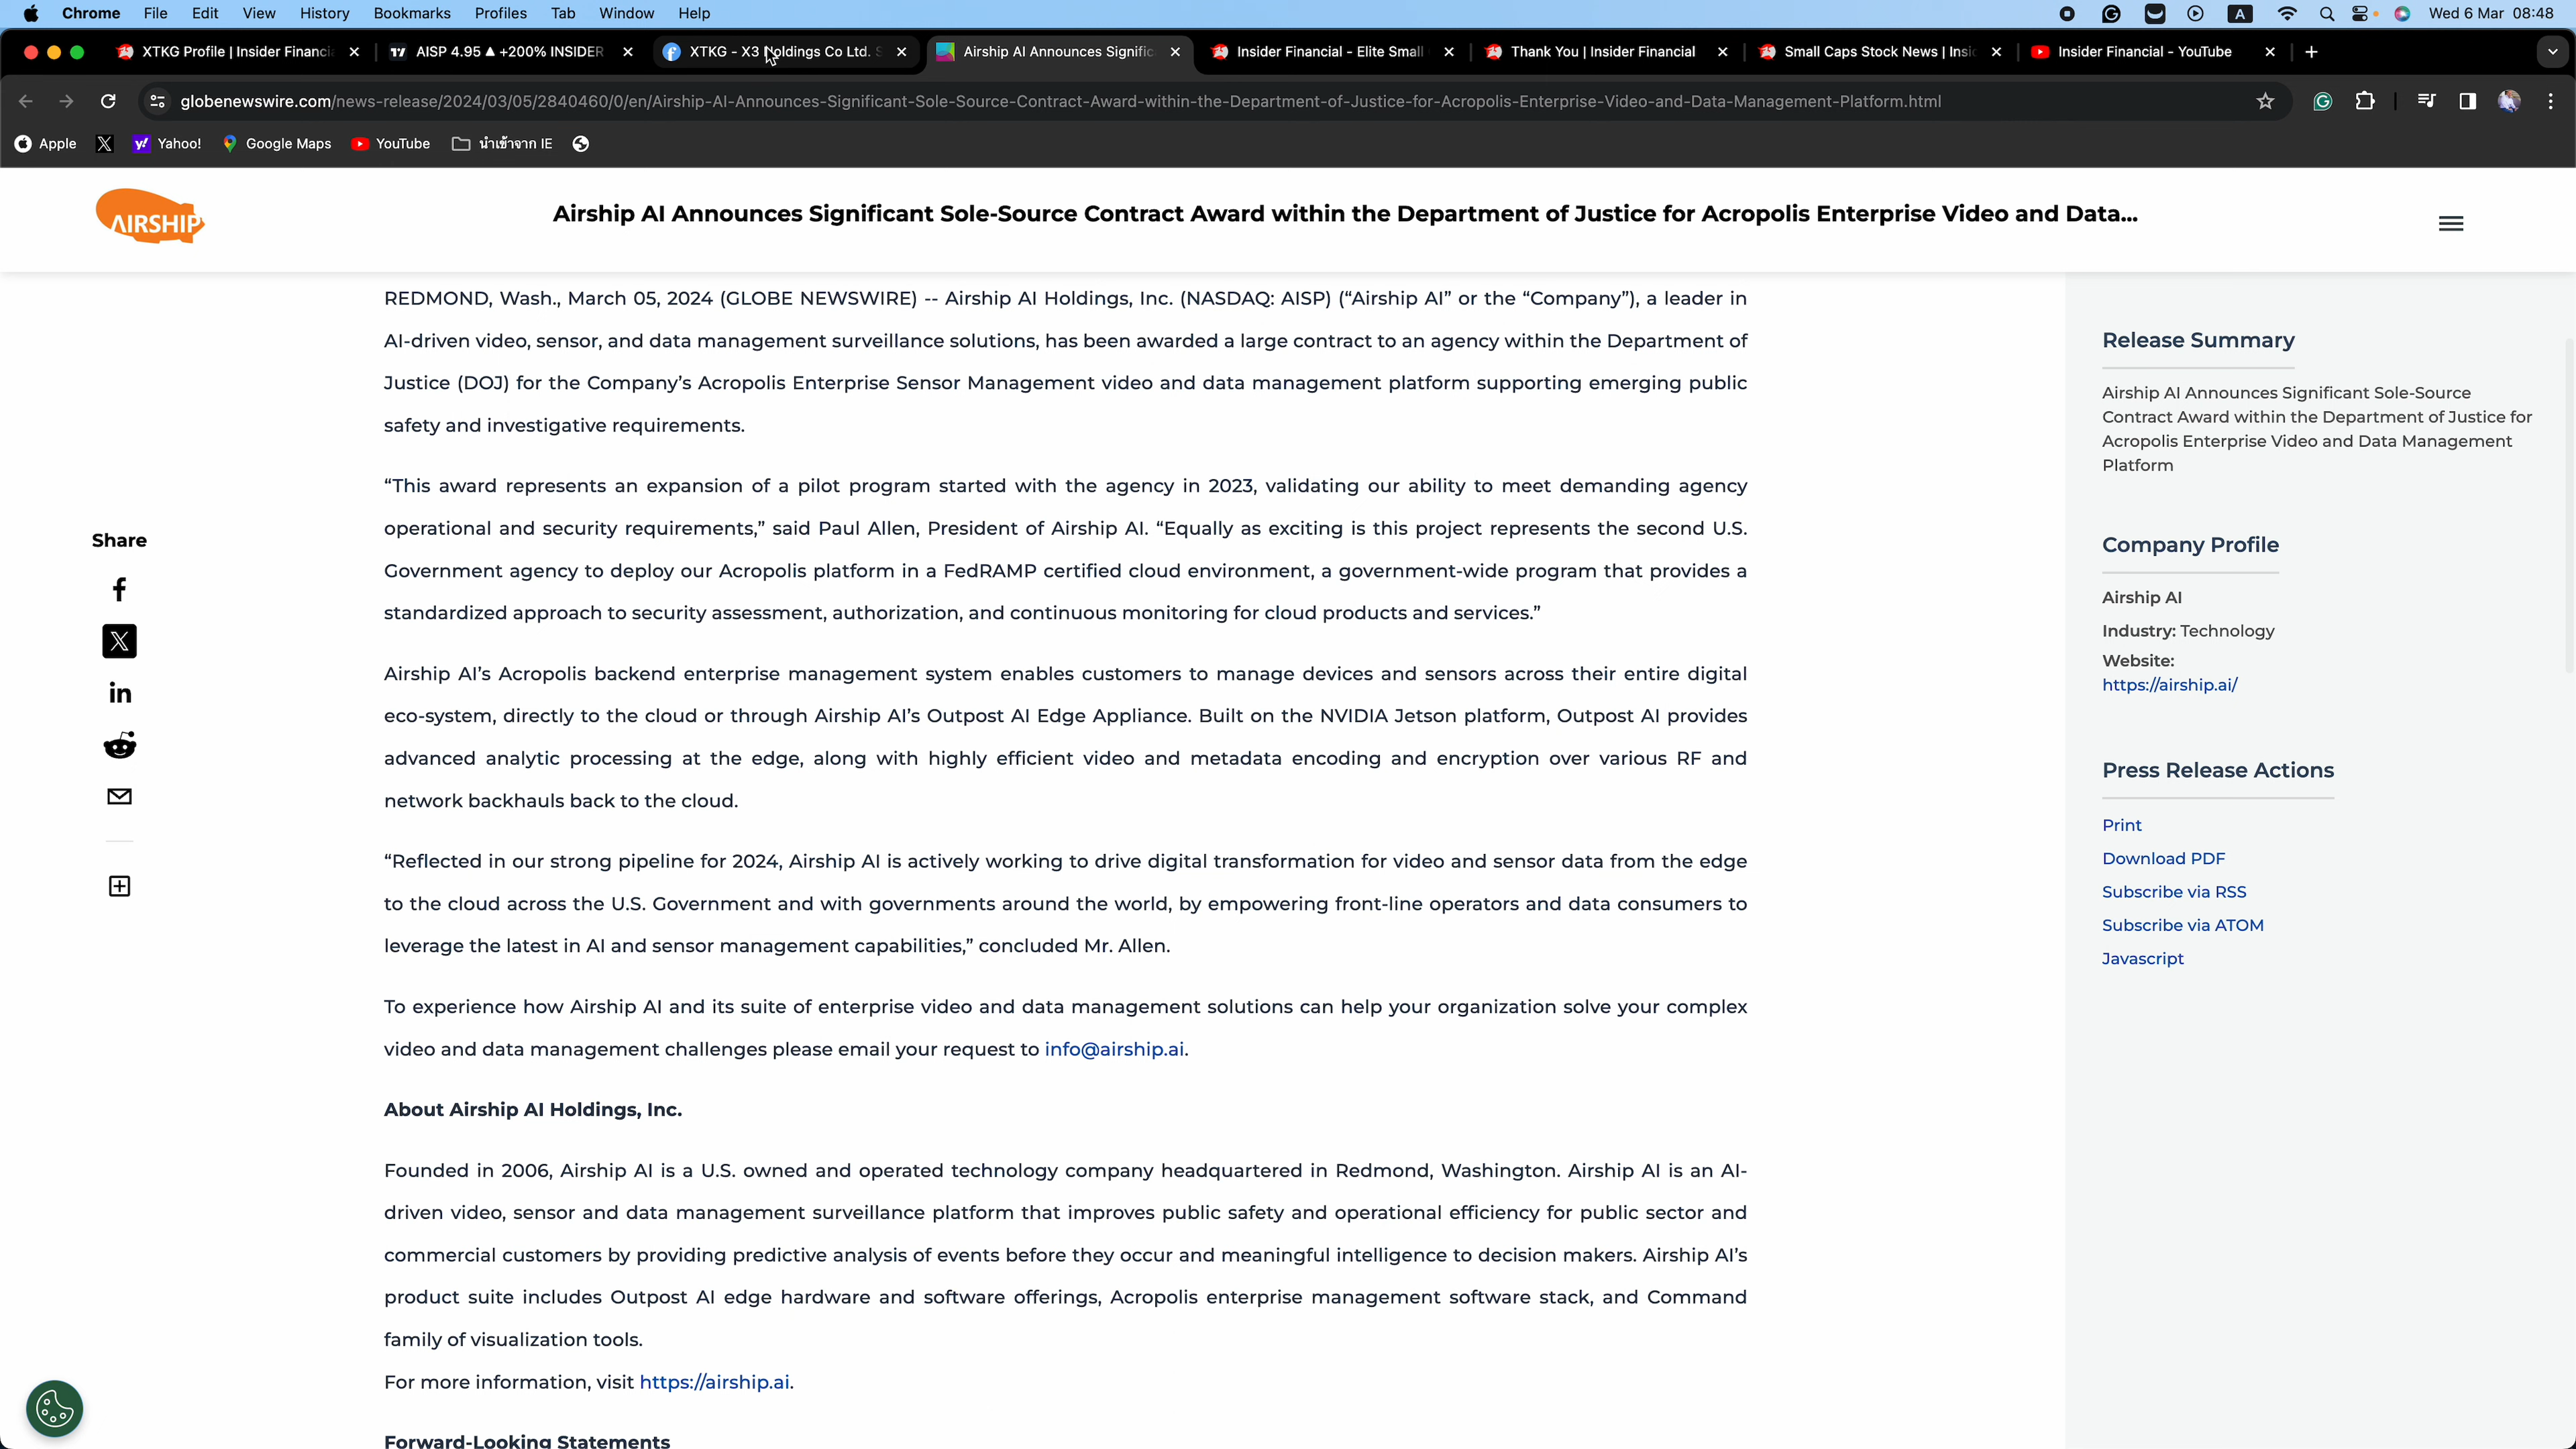 Chrome File Edit View History Bookmarks Profiles Tab Window Help A Wed 6 Mar 08:48
XTKG Profile | Insider Financi AISP 4.95 ▲ +200% INSIDER XTKG - X3 Holdings Co Ltd. S Airship AI Announces Signific Insider Financial - Elite Small Thank You | Insider Financial Small Caps Stock News | Insi Insider Financial - YouTube
globenewswire.com/news-release/2024/03/05/2840460/0/en/Airship-AI-Announces-Significant-Sole-Source-Contract-Award-within-the-Department-of-Justice-for-Acropolis-Enterprise-Video-and-Data-Management-Platform.html
Apple Yahoo! Google Maps YouTube นำเข้าจาก IE
AIRSHIP
Airship AI Announces Significant Sole-Source Contract Award within the Department of Justice for Acropolis Enterprise Video and Data...
REDMOND, Wash., March 05, 2024 (GLOBE NEWSWIRE) -- Airship AI Holdings, Inc. (NASDAQ: AISP) (“Airship AI” or the “Company”), a leader in
AI-driven video, sensor, and data management surveillance solutions, has been awarded a large contract to an agency within the Department of
Justice (DOJ) for the Company’s Acropolis Enterprise Sensor Management video and data management platform supporting emerging public
safety and investigative requirements.
“This award represents an expansion of a pilot program started with the agency in 2023, validating our ability to meet demanding agency
operational and security requirements,” said Paul Allen, President of Airship AI. “Equally as exciting is this project represents the second U.S.
Government agency to deploy our Acropolis platform in a FedRAMP certified cloud environment, a government-wide program that provides a
standardized approach to security assessment, authorization, and continuous monitoring for cloud products and services.”
Airship AI’s Acropolis backend enterprise management system enables customers to manage devices and sensors across their entire digital
eco-system, directly to the cloud or through Airship AI’s Outpost AI Edge Appliance. Built on the NVIDIA Jetson platform, Outpost AI provides
advanced analytic processing at the edge, along with highly efficient video and metadata encoding and encryption over various RF and
network backhauls back to the cloud.
“Reflected in our strong pipeline for 2024, Airship AI is actively working to drive digital transformation for video and sensor data from the edge
to the cloud across the U.S. Government and with governments around the world, by empowering front-line operators and data consumers to
leverage the latest in AI and sensor management capabilities,” concluded Mr. Allen.
To experience how Airship AI and its suite of enterprise video and data management solutions can help your organization solve your complex
video and data management challenges please email your request to info@airship.ai.
About Airship AI Holdings, Inc.
Founded in 2006, Airship AI is a U.S. owned and operated technology company headquartered in Redmond, Washington. Airship AI is an AI-
driven video, sensor and data management surveillance platform that improves public safety and operational efficiency for public sector and
commercial customers by providing predictive analysis of events before they occur and meaningful intelligence to decision makers. Airship AI’s
product suite includes Outpost AI edge hardware and software offerings, Acropolis enterprise management software stack, and Command
family of visualization tools.
For more information, visit https://airship.ai.
Forward-Looking Statements
Share
Release Summary
Airship AI Announces Significant Sole-Source
Contract Award within the Department of Justice for
Acropolis Enterprise Video and Data Management
Platform
Company Profile
Airship AI
Industry: Technology
Website:
https://airship.ai/
Press Release Actions
Print
Download PDF
Subscribe via RSS
Subscribe via ATOM
Javascript